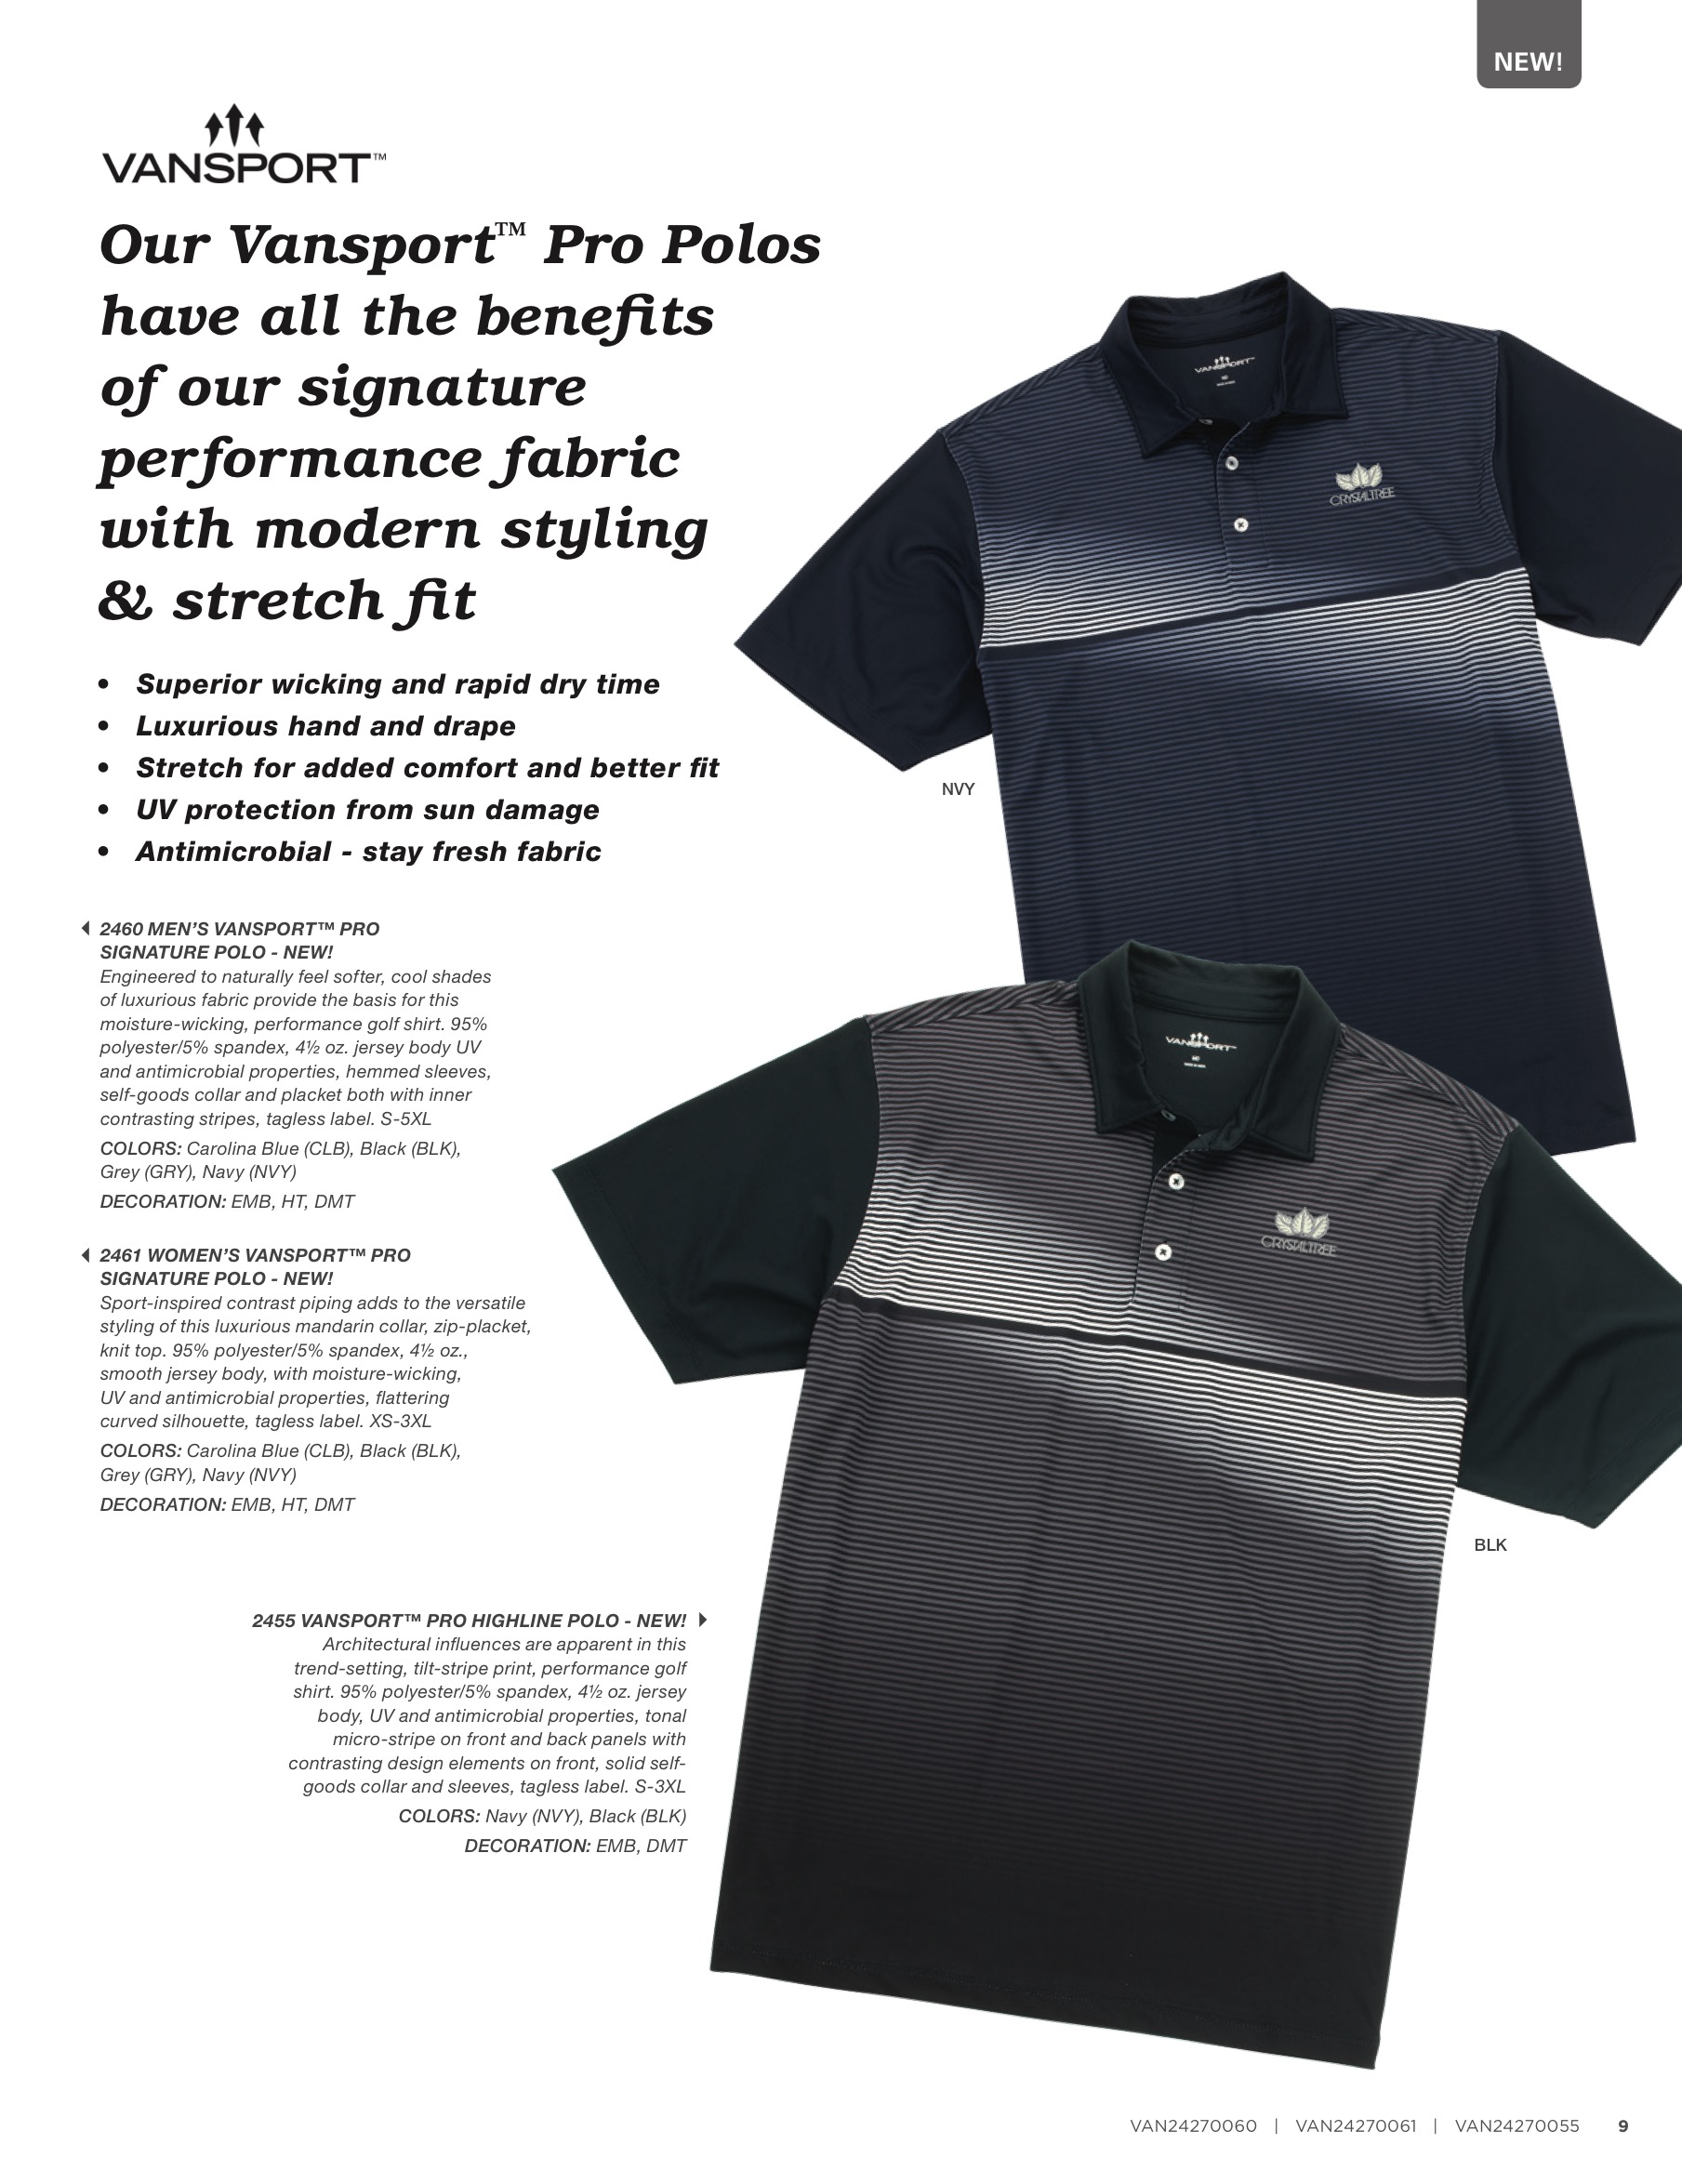 NEW!
VANSPORT™
Our Vansport™ Pro Polos
have all the benefits
of our signature
performance fabric
with modern styling
& stretch fit
• Superior wicking and rapid dry time
• Luxurious hand and drape
• Stretch for added comfort and better fit
• UV protection from sun damage
• Antimicrobial - stay fresh fabric
2460 MEN’S VANSPORT™ PRO
SIGNATURE POLO - NEW!
Engineered to naturally feel softer, cool shades
of luxurious fabric provide the basis for this
moisture-wicking, performance golf shirt. 95%
polyester/5% spandex, 4½ oz. jersey body UV
and antimicrobial properties, hemmed sleeves,
self-goods collar and placket both with inner
contrasting stripes, tagless label. S-5XL
COLORS: Carolina Blue (CLB), Black (BLK),
Grey (GRY), Navy (NVY)
DECORATION: EMB, HT, DMT
2461 WOMEN’S VANSPORT™ PRO
SIGNATURE POLO - NEW!
Sport-inspired contrast piping adds to the versatile
styling of this luxurious mandarin collar, zip-placket,
knit top. 95% polyester/5% spandex, 4½ oz.,
smooth jersey body, with moisture-wicking,
UV and antimicrobial properties, flattering
curved silhouette, tagless label. XS-3XL
COLORS: Carolina Blue (CLB), Black (BLK),
Grey (GRY), Navy (NVY)
DECORATION: EMB, HT, DMT
2455 VANSPORT™ PRO HIGHLINE POLO - NEW!
Architectural influences are apparent in this
trend-setting, tilt-stripe print, performance golf
shirt. 95% polyester/5% spandex, 4½ oz. jersey
body, UV and antimicrobial properties, tonal
micro-stripe on front and back panels with
contrasting design elements on front, solid self-
goods collar and sleeves, tagless label. S-3XL
COLORS: Navy (NVY), Black (BLK)
DECORATION: EMB, DMT
VANSPORT™
CRYSTALTREE
NVY
VANSPORT™
CRYSTALTREE
BLK
VAN24270060 | VAN24270061 | VAN24270055 9